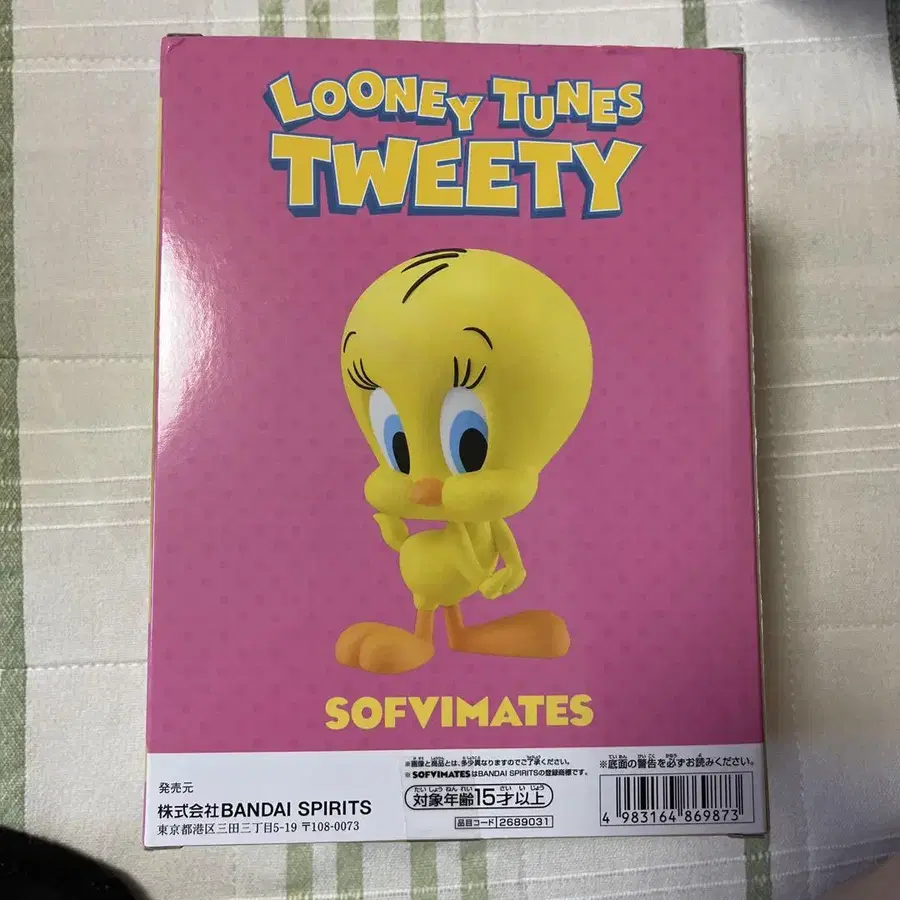 LOONEY TUNES
TWEETY
SOFVIMATES
発売元
株式会社BANDAI SPIRITS
東京都港区三田三丁目5-19 〒108-0073
※画像と商品とは、多少異なりますのでご了承ください。
※SOFVIMATESはBANDAI SPIRITSの登録商標です。
対象年齢15才以上
品目コード 2689031
※底面の警告を必ずお読みください。
4 983164 869873